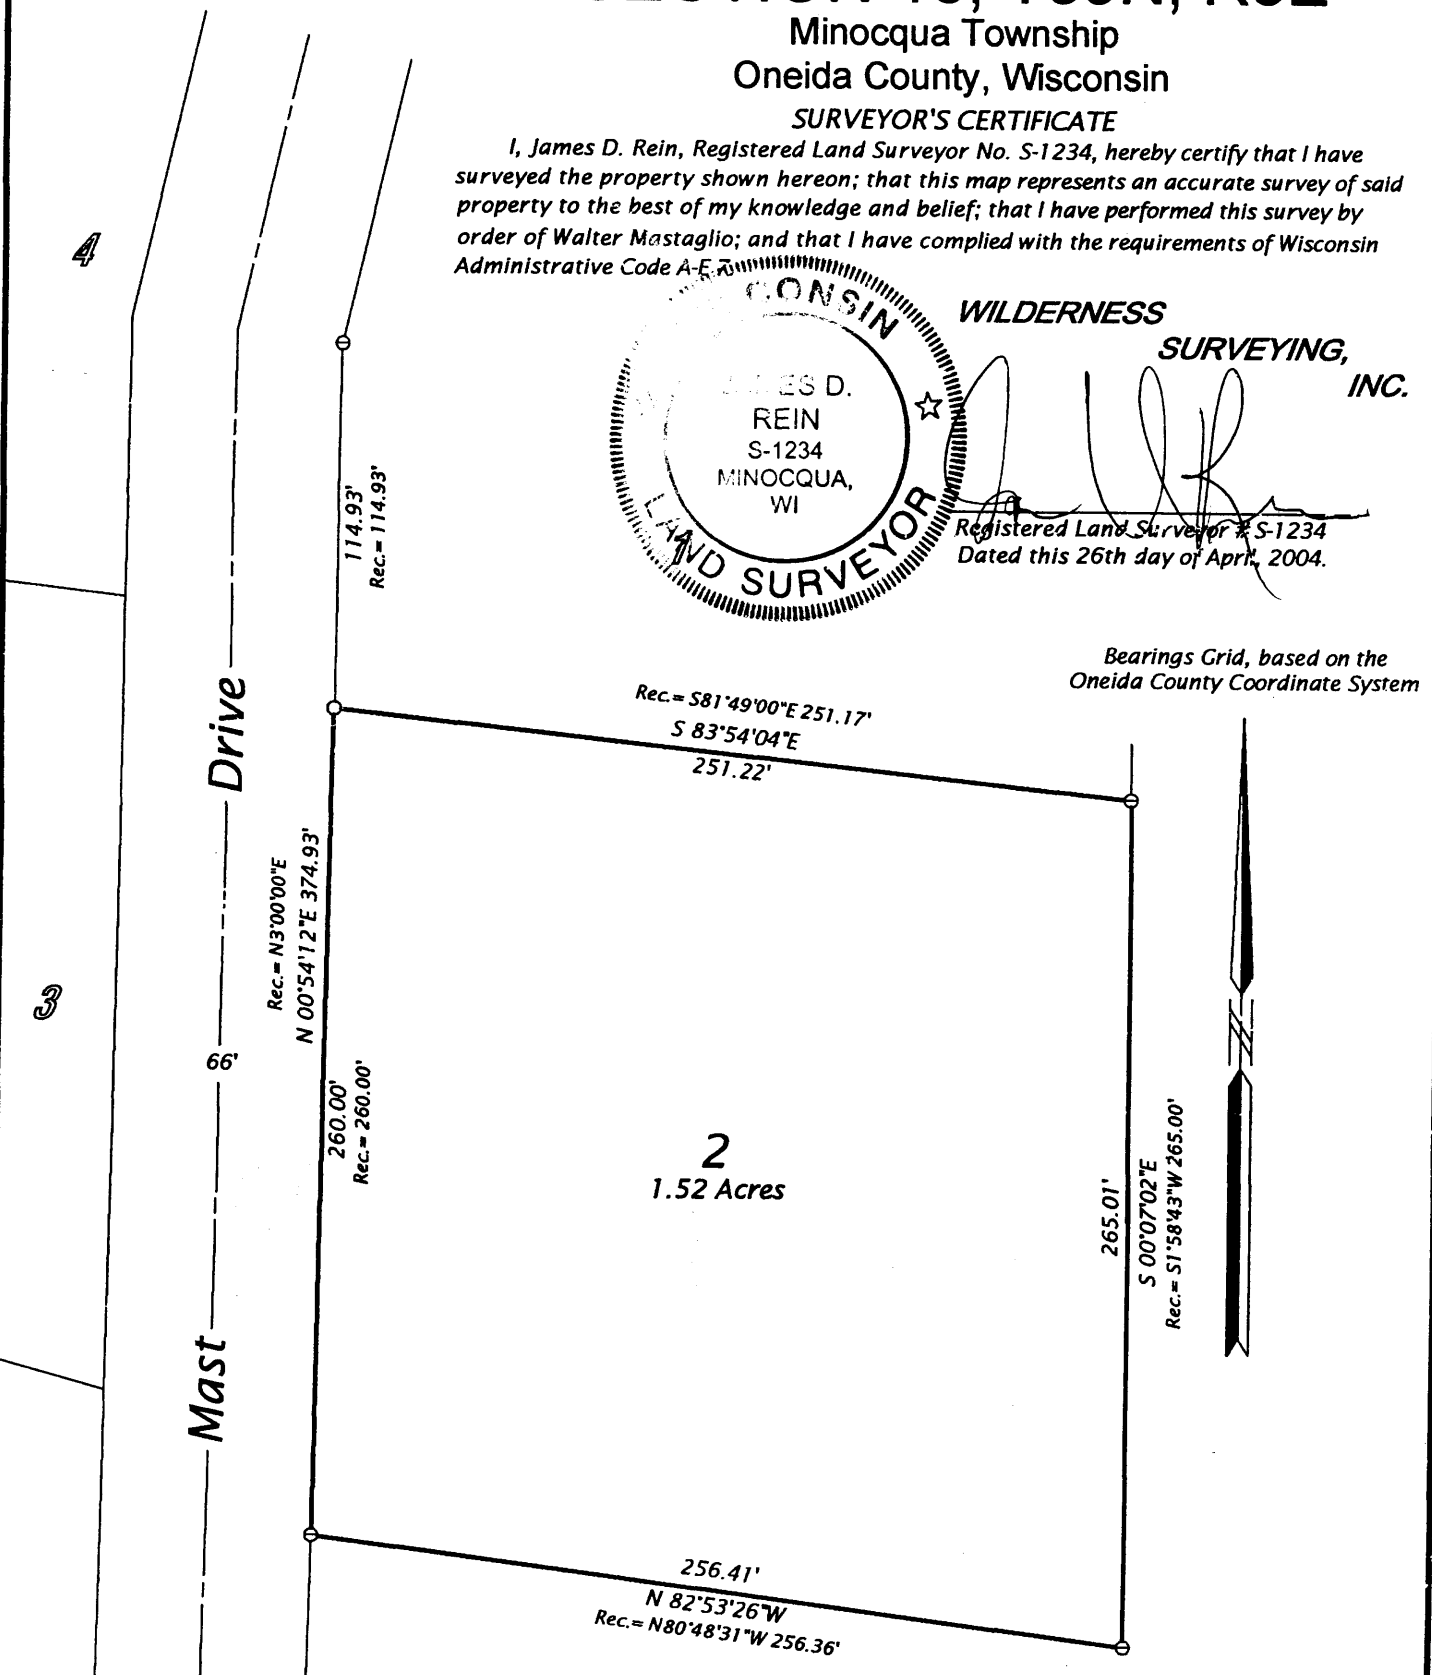 Minocqua Township
Oneida County, Wisconsin
SURVEYOR'S CERTIFICATE
I, James D. Rein, Registered Land Surveyor No. S-1234, hereby certify that I have
surveyed the property shown hereon; that this map represents an accurate survey of said
property to the best of my knowledge and belief; that I have performed this survey by
order of Walter Mastaglio; and that I have complied with the requirements of Wisconsin
Administrative Code A-E
WILDERNESS
SURVEYING,
INC.
D.
REIN
S-1234
MINOCQUA,
WI
LAND SURVEYOR
Registered Land Surveyor # S-1234
Dated this 26th day of April, 2004.
Bearings Grid, based on the
Oneida County Coordinate System
4
114.93'
Rec.= 114.93'
Rec.= S81°49'00"E 251.17'
S 83°54'04"E
251.22'
Mast Drive
66'
3
Rec.= N3°00'00"E
N 00°54'12"E 374.93'
260.00'
Rec.= 260.00'
2
1.52 Acres
265.01'
S 00°07'02"E
Rec.= S1°58'43"W 265.00'
256.41'
N 82°53'26"W
Rec.= N80°48'31"W 256.36'